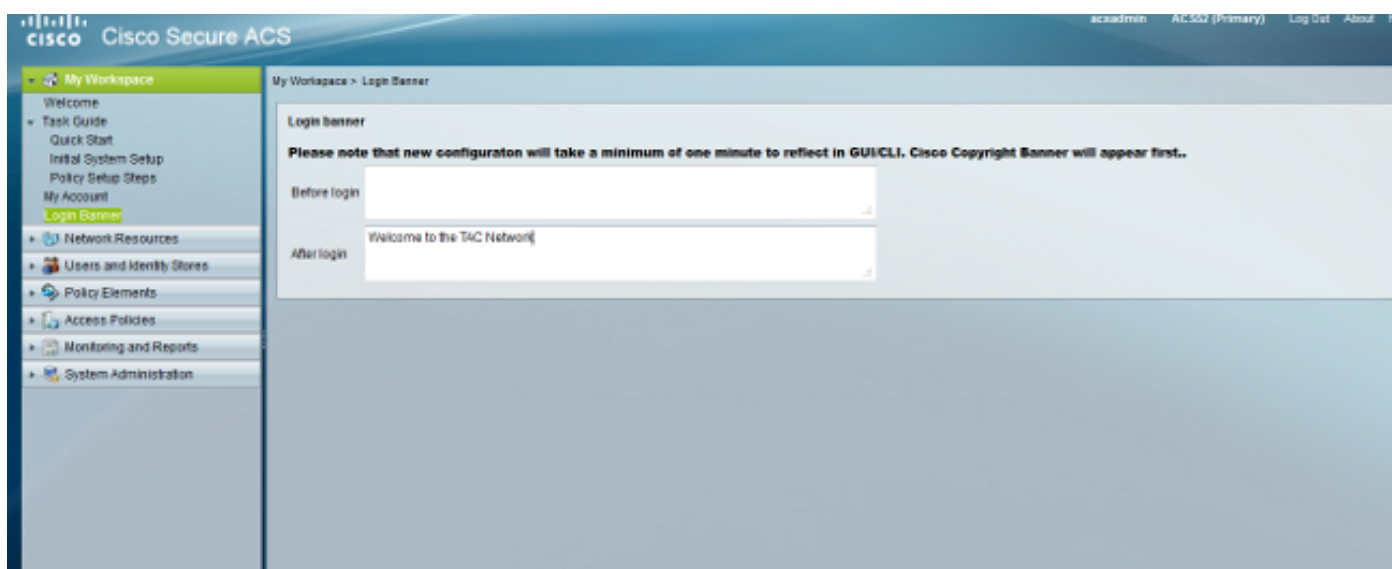 cisco Cisco Secure ACS
acsadmin ACS52 (Primary) Log Out About
My Workspace
Welcome
Task Guide
Quick Start
Initial System Setup
Policy Setup Steps
My Account
Login Banner
Network Resources
Users and Identity Stores
Policy Elements
Access Policies
Monitoring and Reports
System Administration
My Workspace > Login Banner
Login banner
Please note that new configuraton will take a minimum of one minute to reflect in GUI/CLI. Cisco Copyright Banner will appear first..
Before login
After login
Welcome to the TAC Network